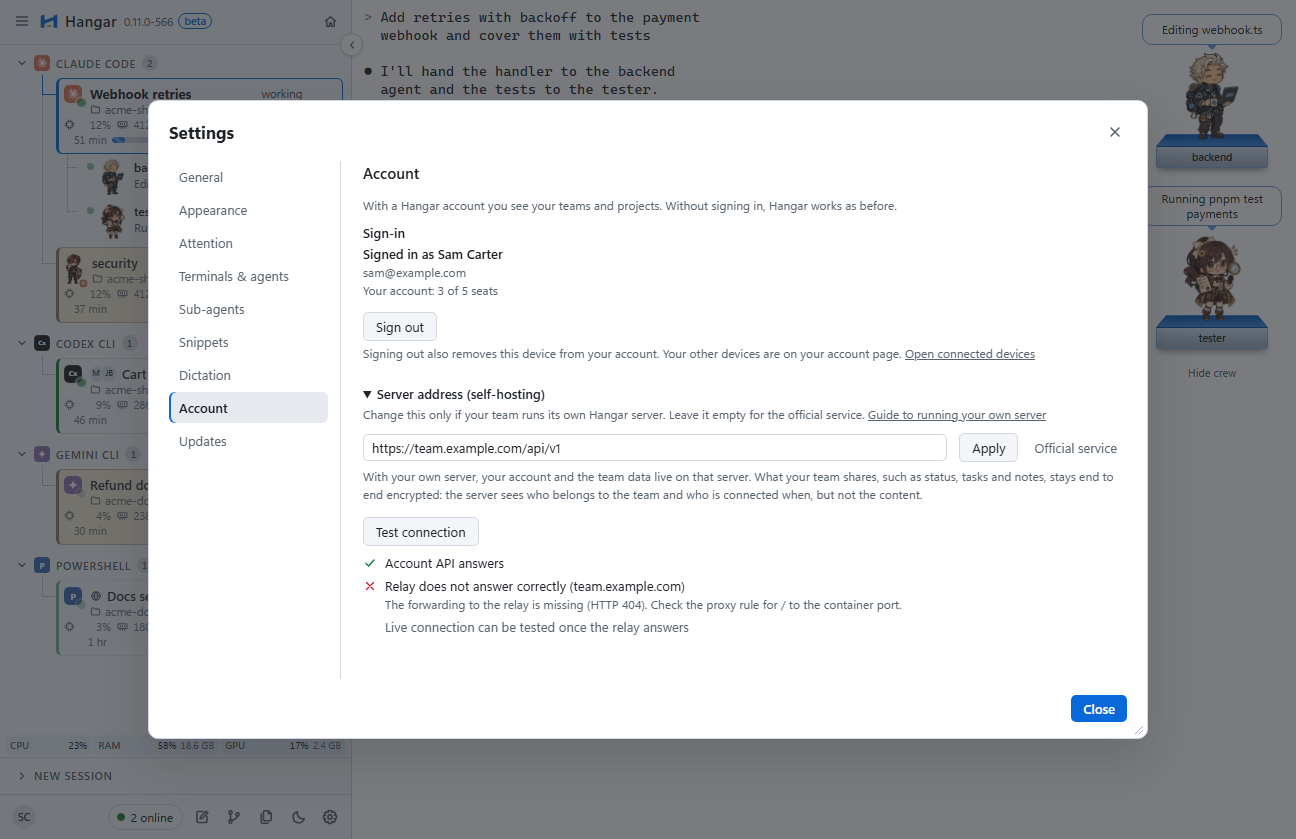 Hangar 0.11.0-566 beta
> Add retries with backoff to the payment
webhook and cover them with tests
● I'll hand the handler to the backend
agent and the tests to the tester.
Editing webhook.ts
backend
Running pnpm test
payments
tester
Hide crew
CLAUDE CODE 2
Webhook retries working
acme-sh
12% 412
51 min
ba
Edi
tes
Ru
security
acme-sh
12% 412
37 min
CODEX CLI 1
Cx JB Cart
acme-sh
9% 286
46 min
GEMINI CLI 1
Refund do
acme-do
4% 238
30 min
POWERSHELL 1
P Docs se
acme-do
3% 180
1 hr
CPU 23% RAM 58% 18.6 GB GPU 17% 2.4 GB
NEW SESSION
SC 2 online
Settings
General
Appearance
Attention
Terminals & agents
Sub-agents
Snippets
Dictation
Account
Updates
Account
With a Hangar account you see your teams and projects. Without signing in, Hangar works as before.
Sign-in
Signed in as Sam Carter
sam@example.com
Your account: 3 of 5 seats
Sign out
Signing out also removes this device from your account. Your other devices are on your account page. Open connected devices
▼ Server address (self-hosting)
Change this only if your team runs its own Hangar server. Leave it empty for the official service. Guide to running your own server
https://team.example.com/api/v1 Apply Official service
With your own server, your account and the team data live on that server. What your team shares, such as status, tasks and notes, stays end to
end encrypted: the server sees who belongs to the team and who is connected when, but not the content.
Test connection
Account API answers
Relay does not answer correctly (team.example.com)
The forwarding to the relay is missing (HTTP 404). Check the proxy rule for / to the container port.
Live connection can be tested once the relay answers
Close